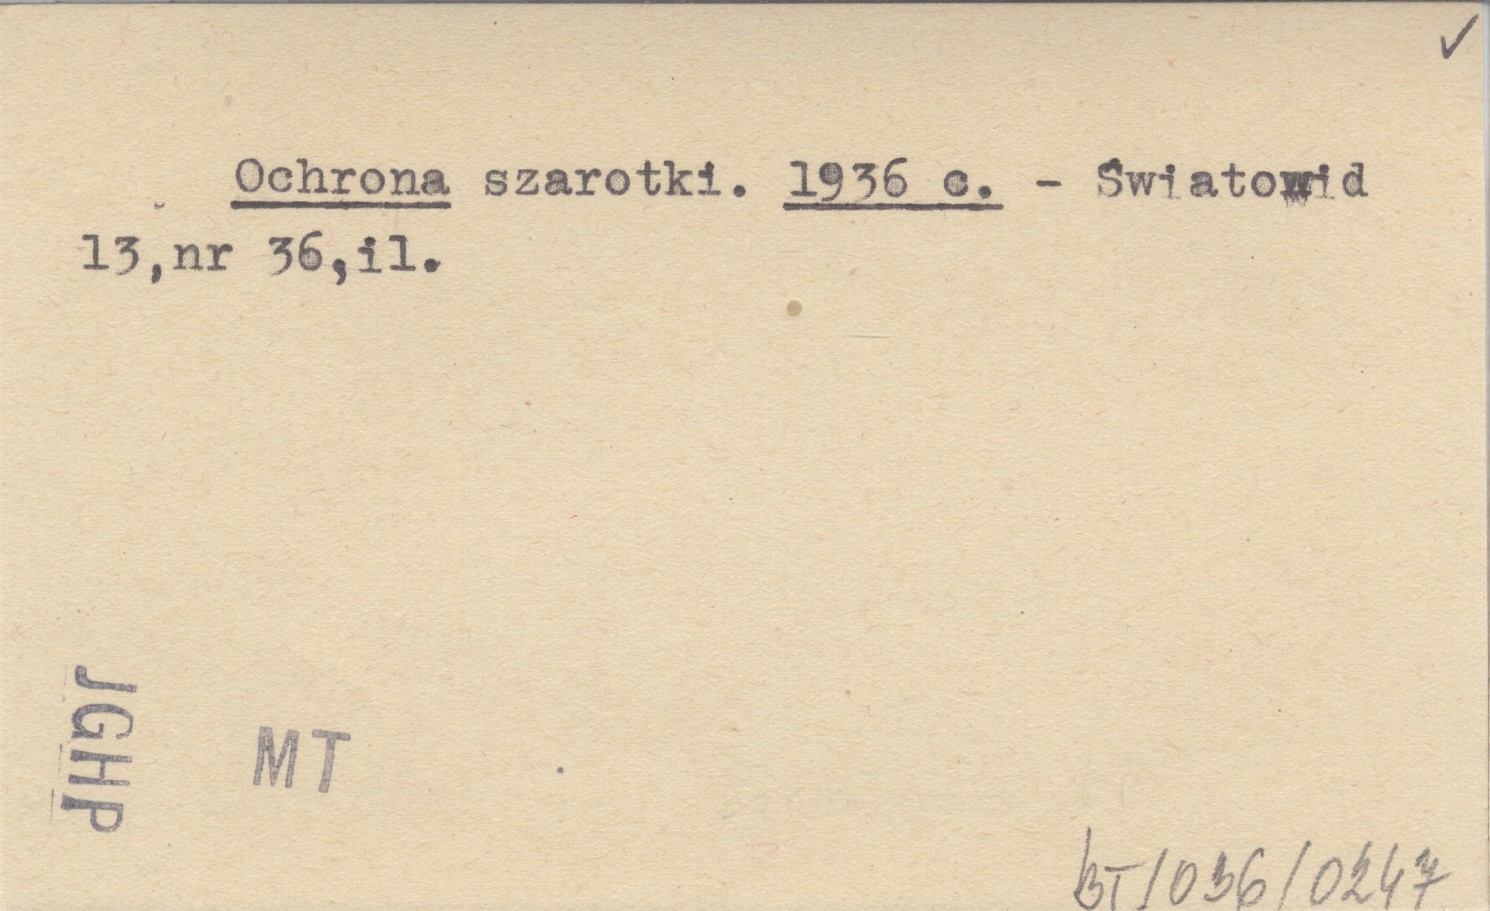 Ochrona szarotki. 1936 c. - Światowid
13,nr 36,il.
JGHP
MT
BT/036/0247